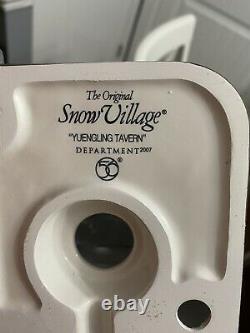 The Original
Snow Village®
"YUENGLING TAVERN"
DEPARTMENT 2007
56®